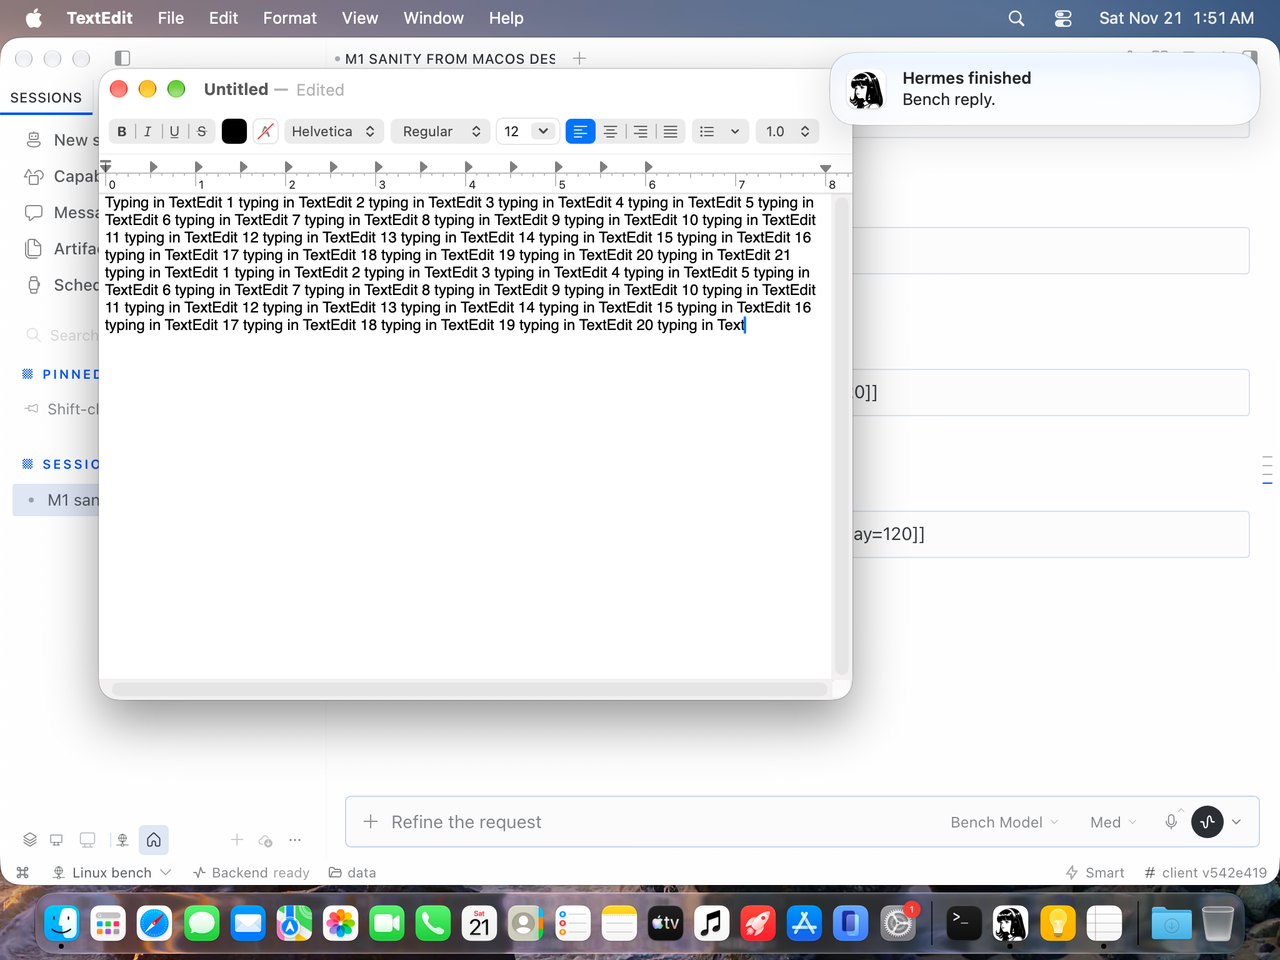 TextEdit File Edit Format View Window Help Sat Nov 21 1:51 AM
M1 SANITY FROM MACOS DES
SESSIONS
Untitled — Edited
Hermes finished
Bench reply.
B I U S A Helvetica Regular 12 1.0
0 1 2 3 4 5 6 7 8
Typing in TextEdit 1 typing in TextEdit 2 typing in TextEdit 3 typing in TextEdit 4 typing in TextEdit 5 typing in
TextEdit 6 typing in TextEdit 7 typing in TextEdit 8 typing in TextEdit 9 typing in TextEdit 10 typing in TextEdit
11 typing in TextEdit 12 typing in TextEdit 13 typing in TextEdit 14 typing in TextEdit 15 typing in TextEdit 16
typing in TextEdit 17 typing in TextEdit 18 typing in TextEdit 19 typing in TextEdit 20 typing in TextEdit 21
typing in TextEdit 1 typing in TextEdit 2 typing in TextEdit 3 typing in TextEdit 4 typing in TextEdit 5 typing in
TextEdit 6 typing in TextEdit 7 typing in TextEdit 8 typing in TextEdit 9 typing in TextEdit 10 typing in TextEdit
11 typing in TextEdit 12 typing in TextEdit 13 typing in TextEdit 14 typing in TextEdit 15 typing in TextEdit 16
typing in TextEdit 17 typing in TextEdit 18 typing in TextEdit 19 typing in TextEdit 20 typing in Text
New s
Capab
Messa
Artifa
Sched
Search
PINNED
Shift-cl
SESSIO
M1 san
0]]
ay=120]]
Refine the request Bench Model Med
Linux bench Backend ready data Smart # client v542e419
Sat
21
tv
1
>_